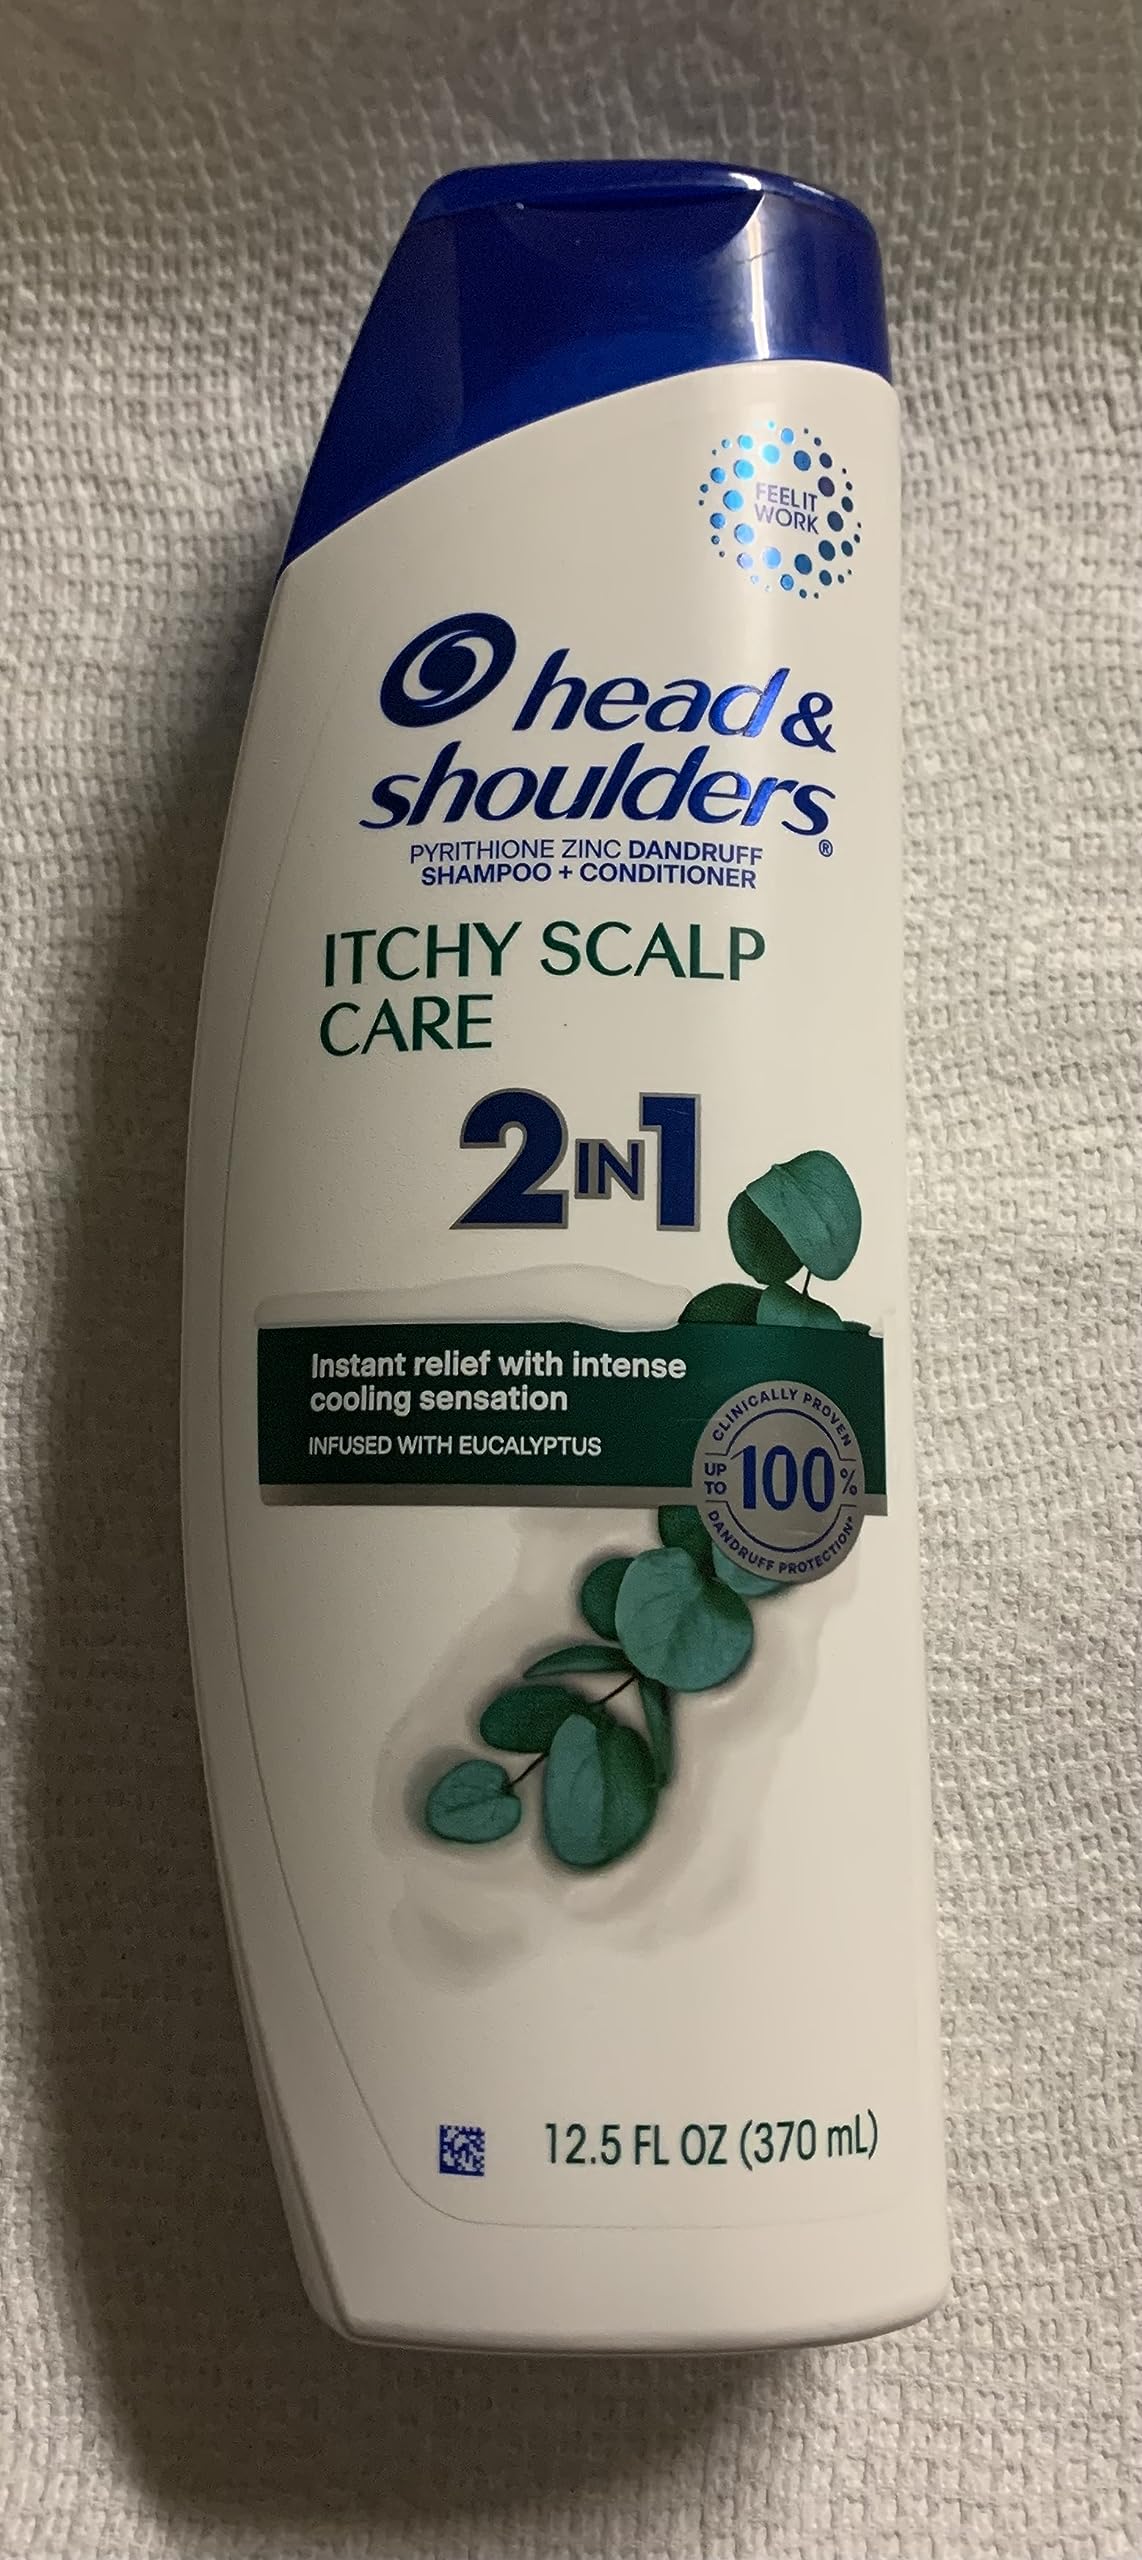 FEEL IT
WORK
head &
shoulders®
PYRITHIONE ZINC DANDRUFF
SHAMPOO + CONDITIONER
ITCHY SCALP
CARE
2IN1
Instant relief with intense
cooling sensation
INFUSED WITH EUCALYPTUS
CLINICALLY PROVEN
UP TO 100%
DANDRUFF PROTECTION*
12.5 FL OZ (370 mL)